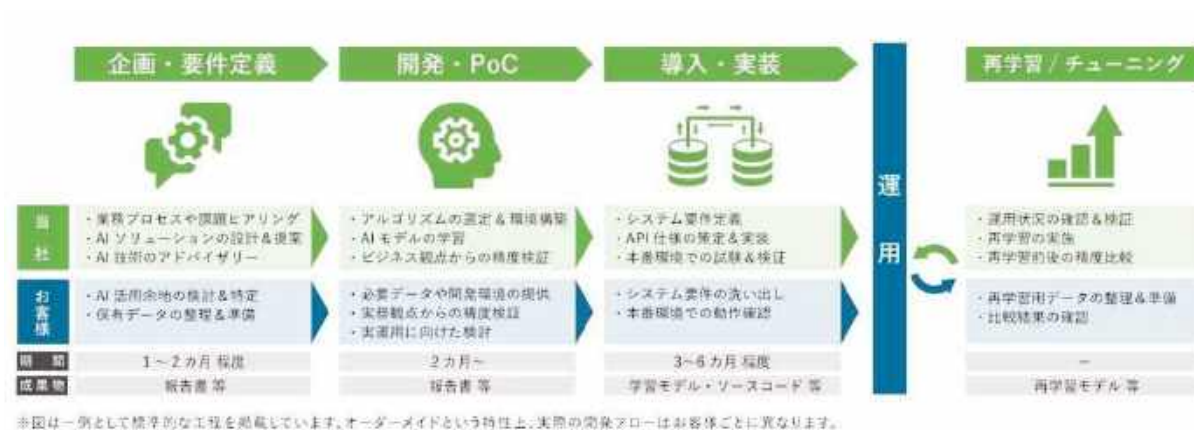 企画・要件定義
開発・PoC
導入・実装
運用
再学習 / チューニング
当社
・業務プロセスや課題ヒアリング
・AI ソリューションの設計&提案
・AI 技術のアドバイザリー
・アルゴリズムの選定&環境構築
・AI モデルの学習
・ビジネス観点からの精度検証
・システム要件定義
・API 仕様の策定&実装
・本番環境での試験&検証
・運用状況の確認&検証
・再学習の実施
・再学習前後の精度比較
お客様
・AI 活用余地の検討&特定
・保有データの整理&準備
・必要データや開発環境の提供
・実務観点からの精度検証
・実運用に向けた検討
・システム要件の洗い出し
・本番環境での動作確認
・再学習用データの整理&準備
・比較結果の確認
期間
1~2 カ月 程度
2 カ月~
3~6 カ月 程度
–
成果物
報告書 等
報告書 等
学習モデル・ソースコード 等
再学習モデル 等
※図は一例として標準的な工程を掲載しています。オーダーメイドという特性上、実際の開発フローはお客様ごとに異なります。